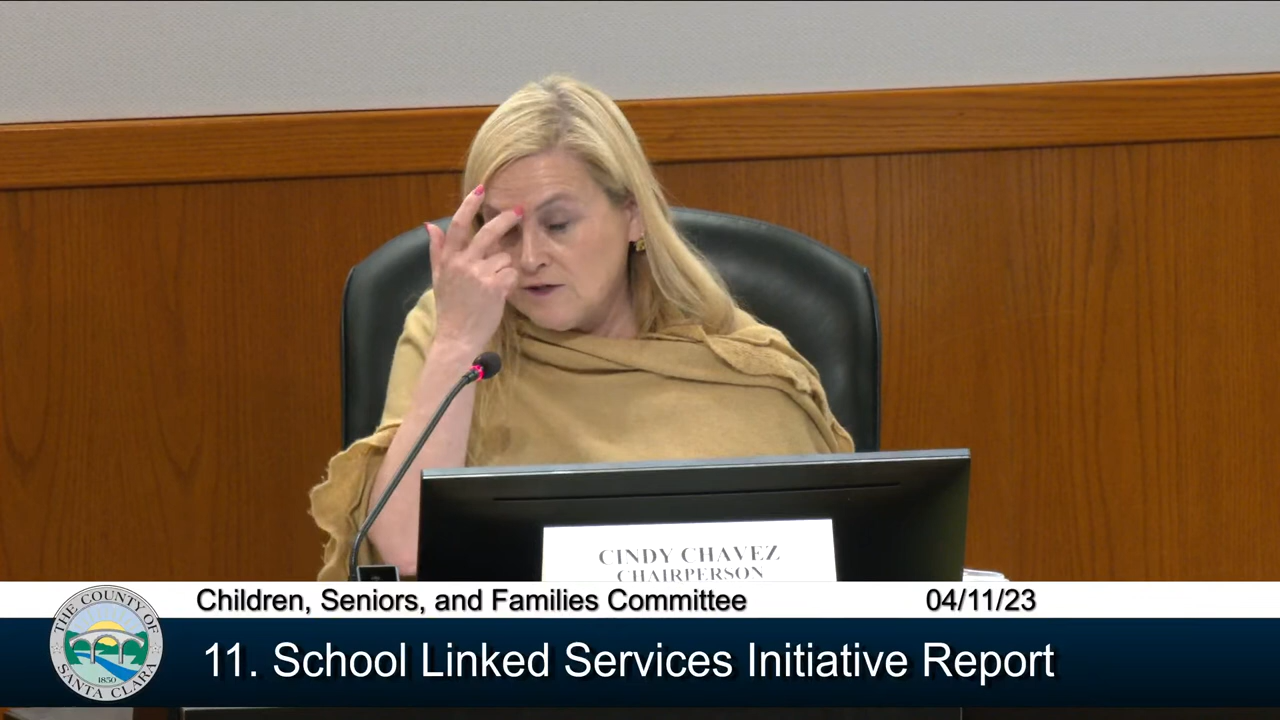 CINDY CHAVEZ
CHAIRPERSON
Children, Seniors, and Families Committee
04/11/23
THE COUNTY OF
SANTA CLARA
1850
11. School Linked Services Initiative Report